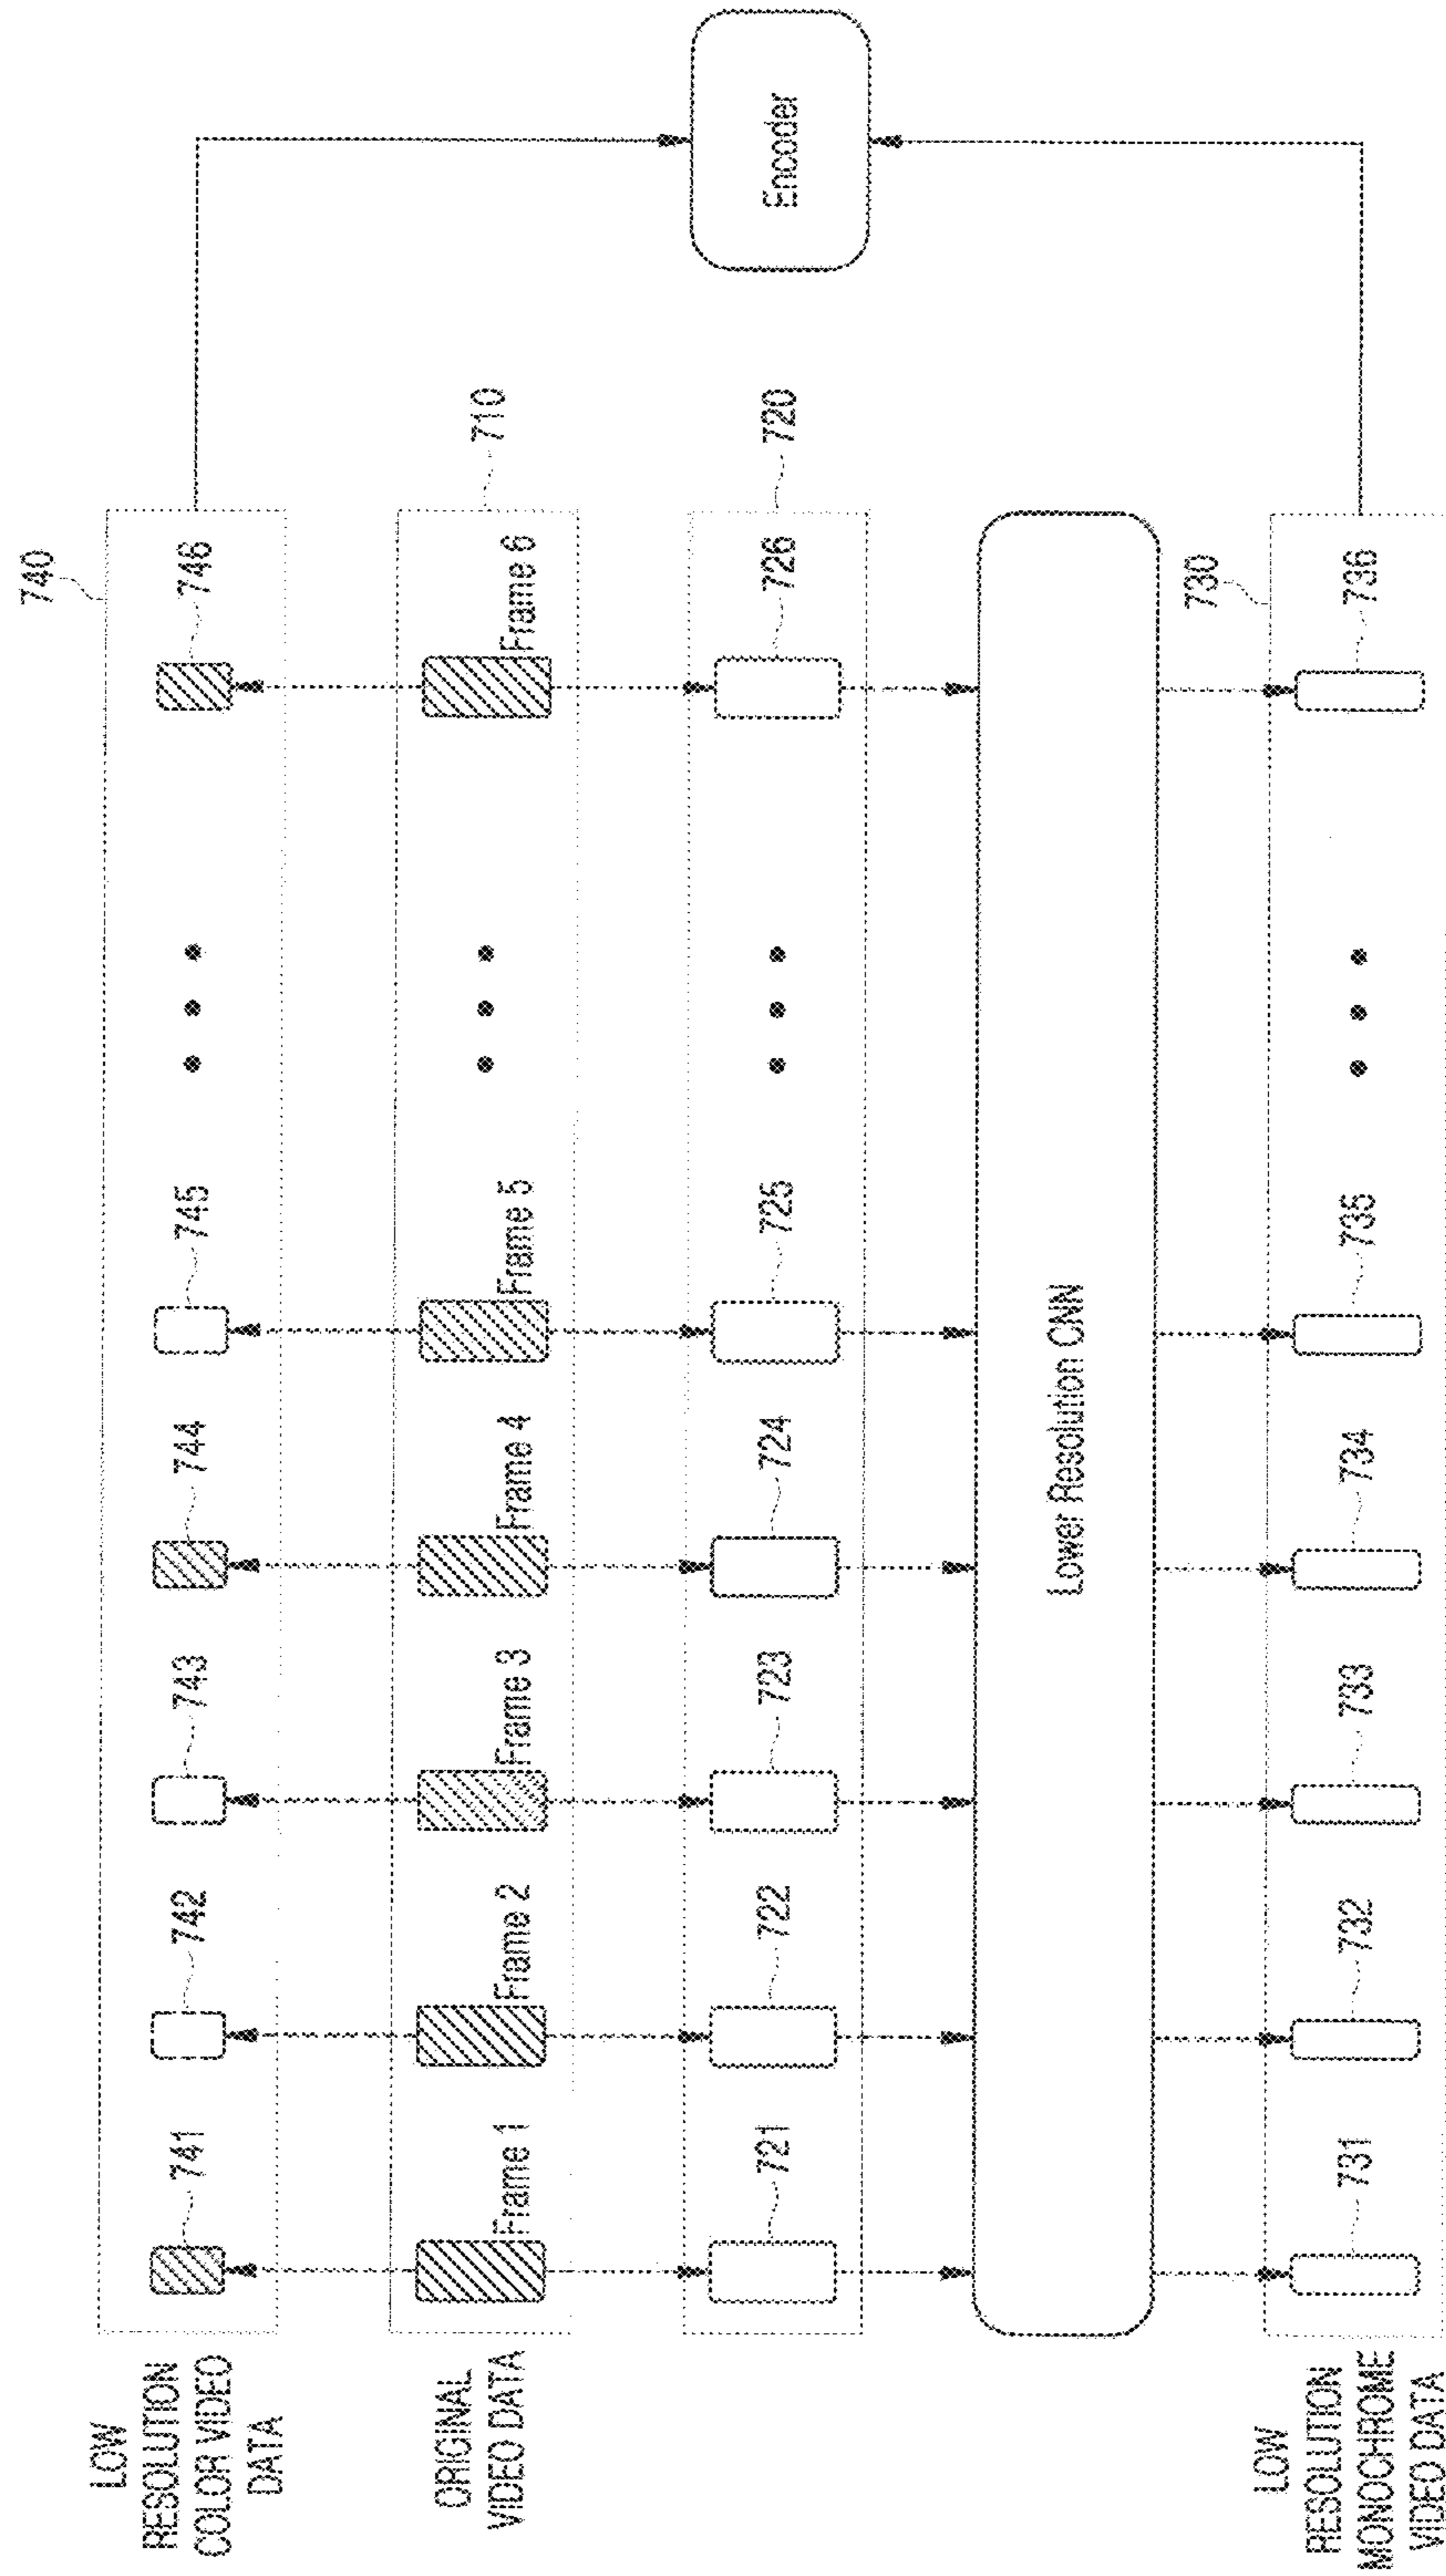 LOW
RESOLUTION
COLOR VIDEO
DATA
740
741
742
743
744
745
746
ORIGINAL
VIDEO DATA
710
Frame 1
Frame 2
Frame 3
Frame 4
Frame 5
Frame 6
720
721
722
723
724
725
726
Lower Resolution CNN
Encoder
LOW
RESOLUTION
MONOCHROME
VIDEO DATA
730
731
732
733
734
735
736